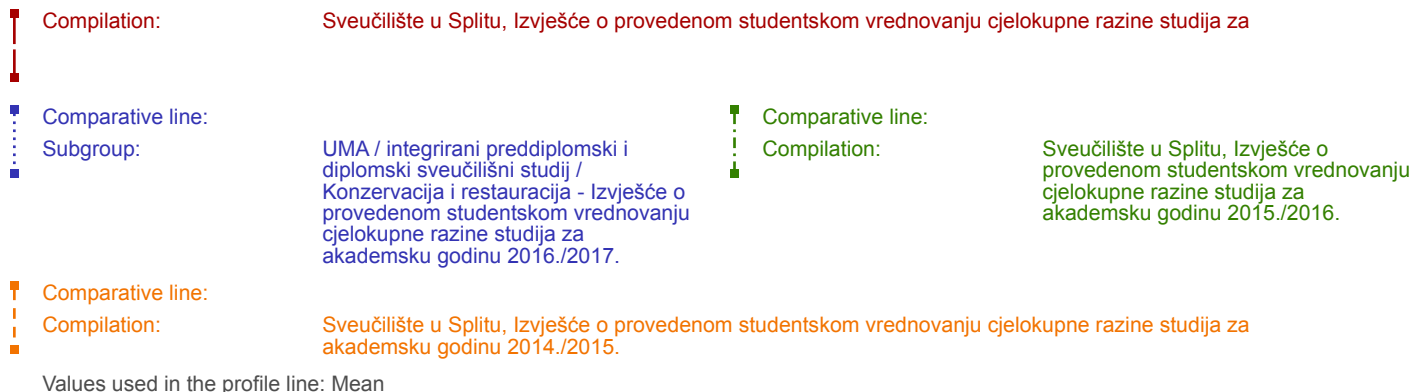 Compilation: Sveučilište u Splitu, Izvješće o provedenom studentskom vrednovanju cjelokupne razine studija za
Comparative line:
Subgroup: UMA / integrirani preddiplomski i
diplomski sveučilišni studij /
Konzervacija i restauracija - Izvješće o
provedenom studentskom vrednovanju
cjelokupne razine studija za
akademsku godinu 2016./2017.
Comparative line:
Compilation: Sveučilište u Splitu, Izvješće o
provedenom studentskom vrednovanju
cjelokupne razine studija za
akademsku godinu 2015./2016.
Comparative line:
Compilation: Sveučilište u Splitu, Izvješće o provedenom studentskom vrednovanju cjelokupne razine studija za
akademsku godinu 2014./2015.
Values used in the profile line: Mean